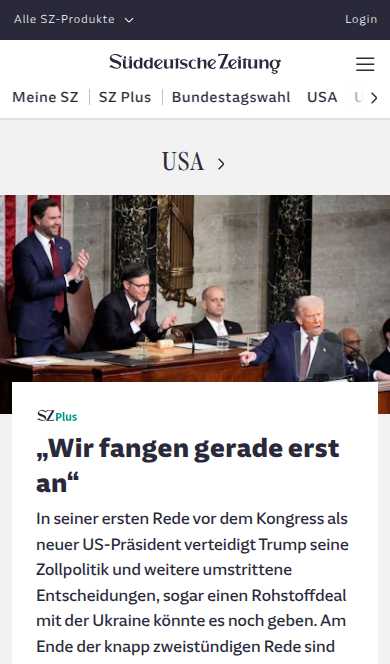 Alle SZ-Produkte
Login
Süddeutsche Zeitung
Meine SZ
SZ Plus
Bundestagswahl
USA
USA
SZ Plus
„Wir fangen gerade erst
an“
In seiner ersten Rede vor dem Kongress als
neuer US-Präsident verteidigt Trump seine
Zollpolitik und weitere umstrittene
Entscheidungen, sogar einen Rohstoffdeal
mit der Ukraine könnte es noch geben. Am
Ende der knapp zweistündigen Rede sind